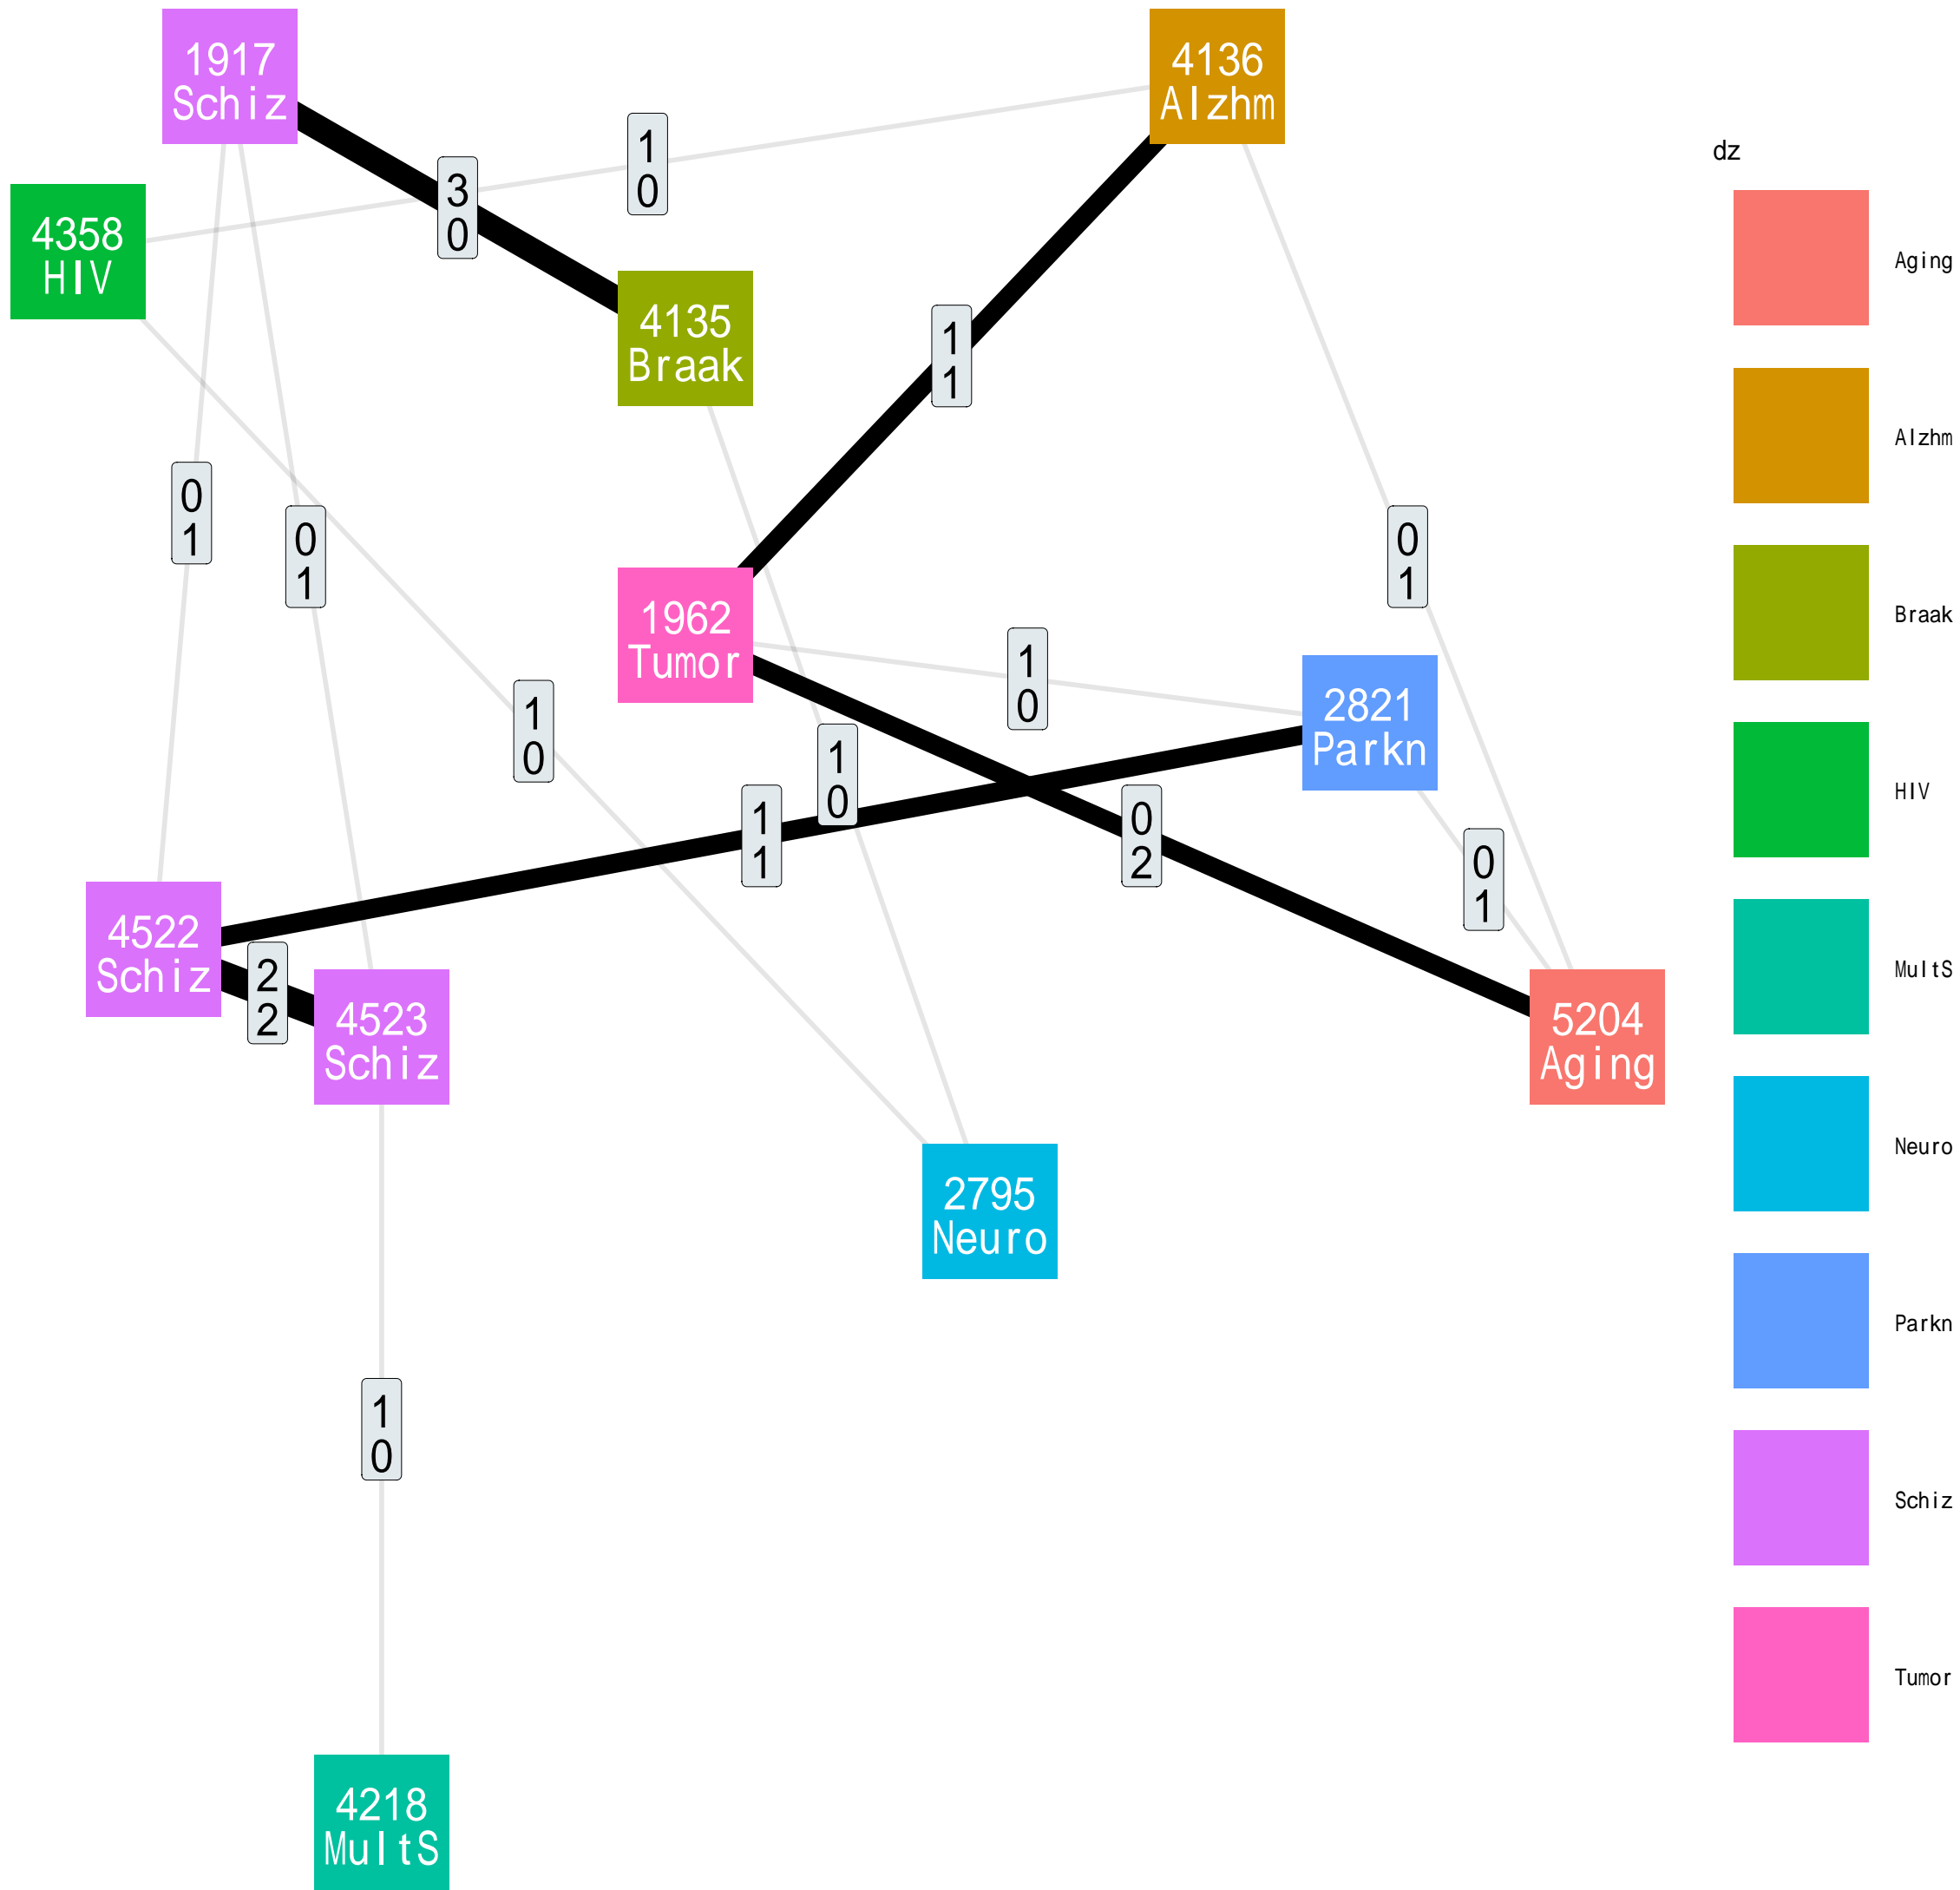 1917
Schiz
4136
Alzhm
1
0
3
0
4358
HIV
4135
Braak
1
1
0
1
0
1
0
1
1962
Tumor
1
0
2821
Parkn
1
0
1
0
1
1
0
2
0
1
4522
Schiz
2
2
4523
Schiz
5204
Aging
2795
Neuro
1
0
4218
MultS
dz
Aging
Alzhm
Braak
HIV
MultS
Neuro
Parkn
Schiz
Tumor